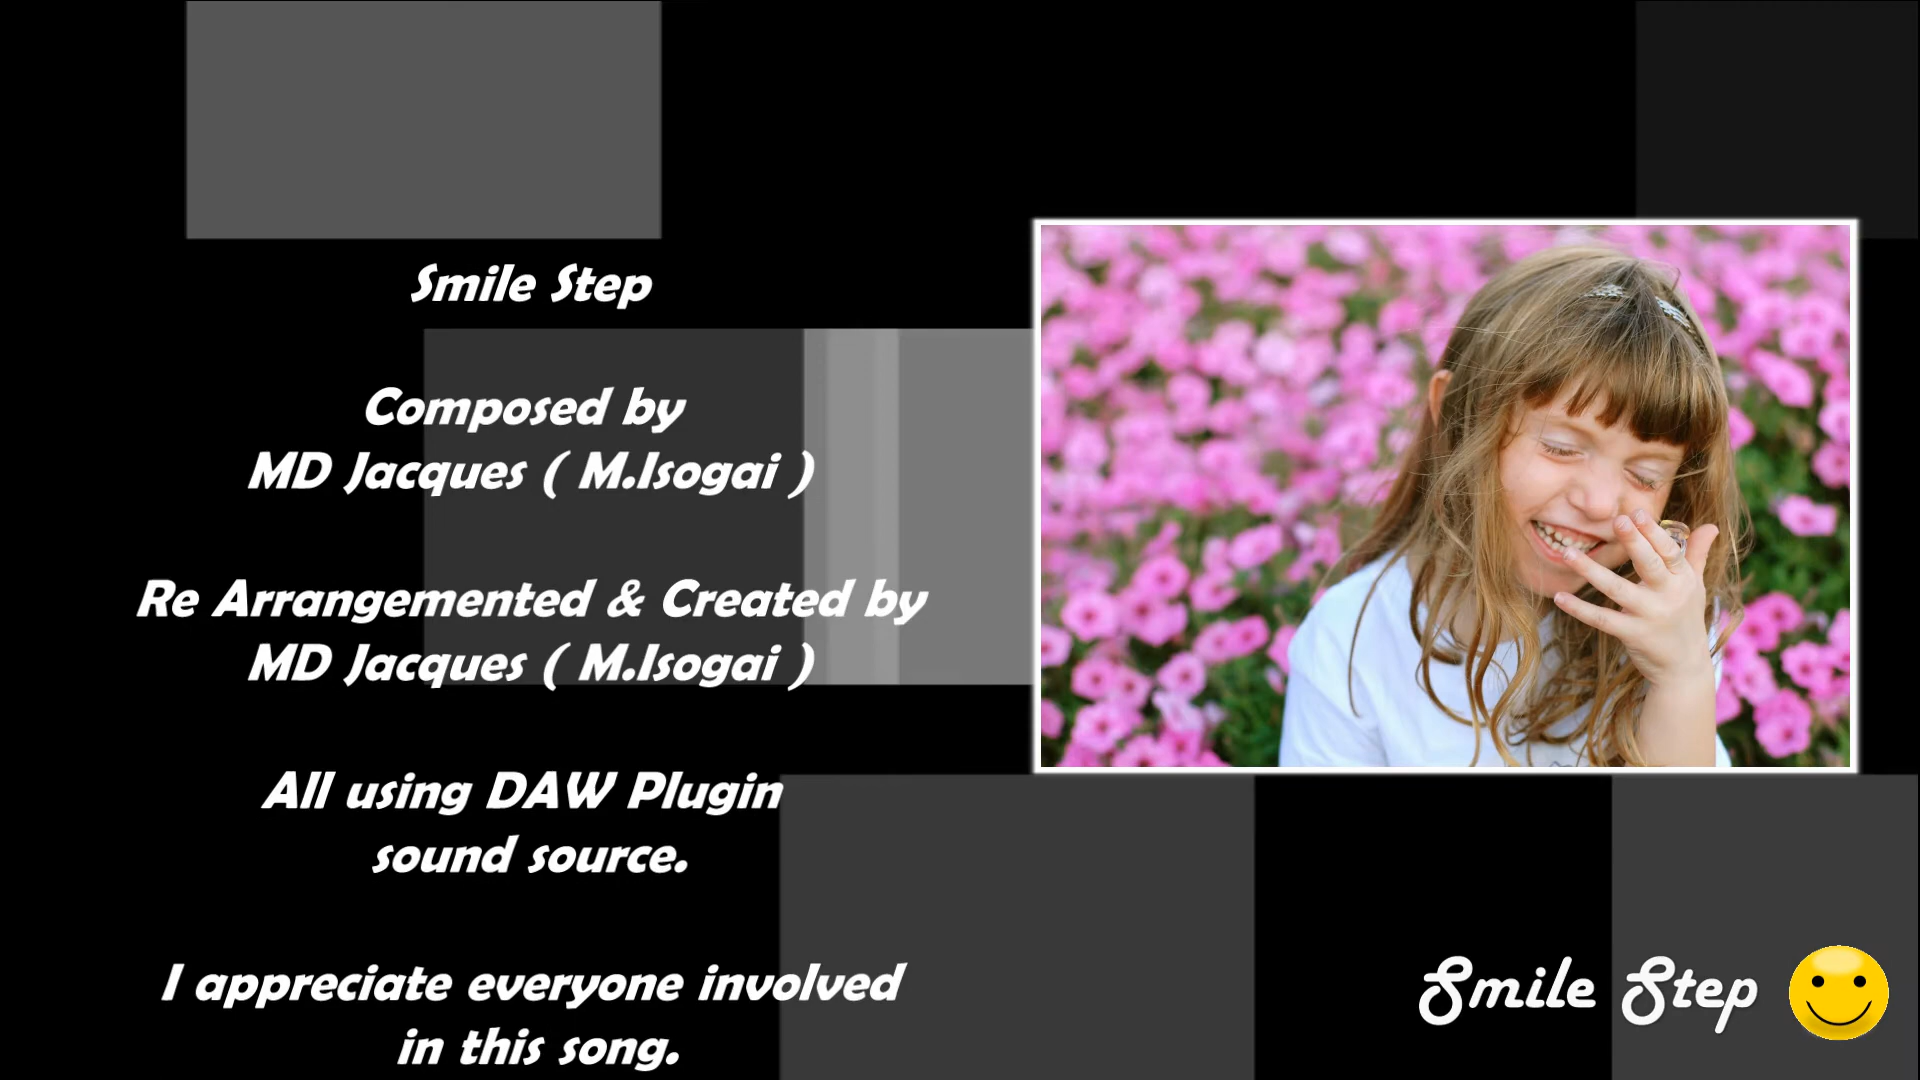 Smile Step
Composed by
MD Jacques ( M.Isogai )
Re Arrangemented & Created by
MD Jacques ( M.Isogai )
All using DAW Plugin
sound source.
I appreciate everyone involved
in this song.
Smile Step